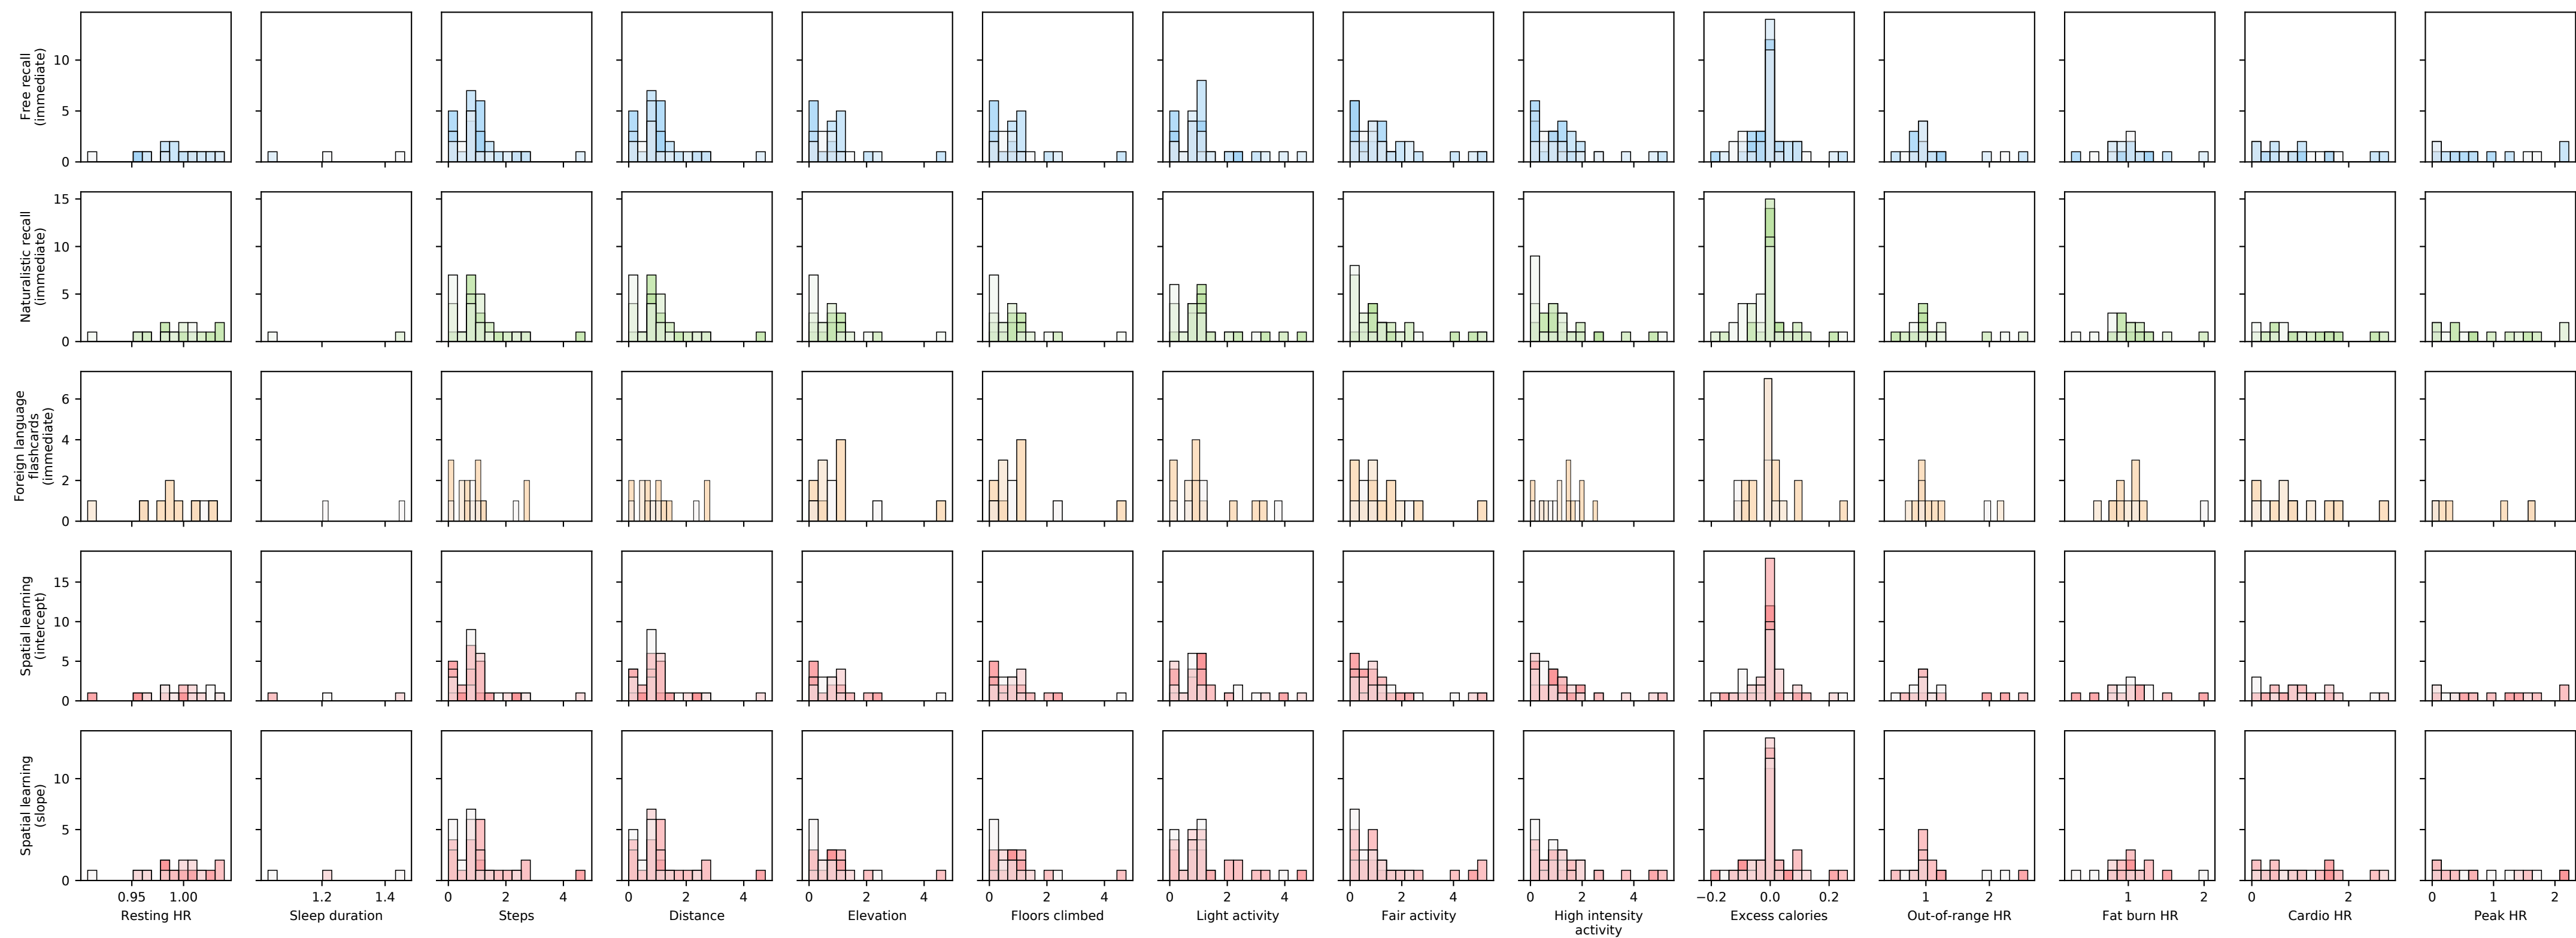 Free recall
(immediate)
10
5
0
Naturalistic recall
(immediate)
15
10
5
0
Foreign language
flashcards
(immediate)
6
4
2
0
Spatial learning
(intercept)
15
10
5
0
Spatial learning
(slope)
10
5
0
0.95 1.00
Resting HR
1.2 1.4
Sleep duration
0 2 4
Steps
0 2 4
Distance
0 2 4
Elevation
0 2 4
Floors climbed
0 2 4
Light activity
0 2 4
Fair activity
0 2 4
High intensity
activity
−0.2 0.0 0.2
Excess calories
1 2
Out-of-range HR
1 2
Fat burn HR
0 2
Cardio HR
0 1 2
Peak HR